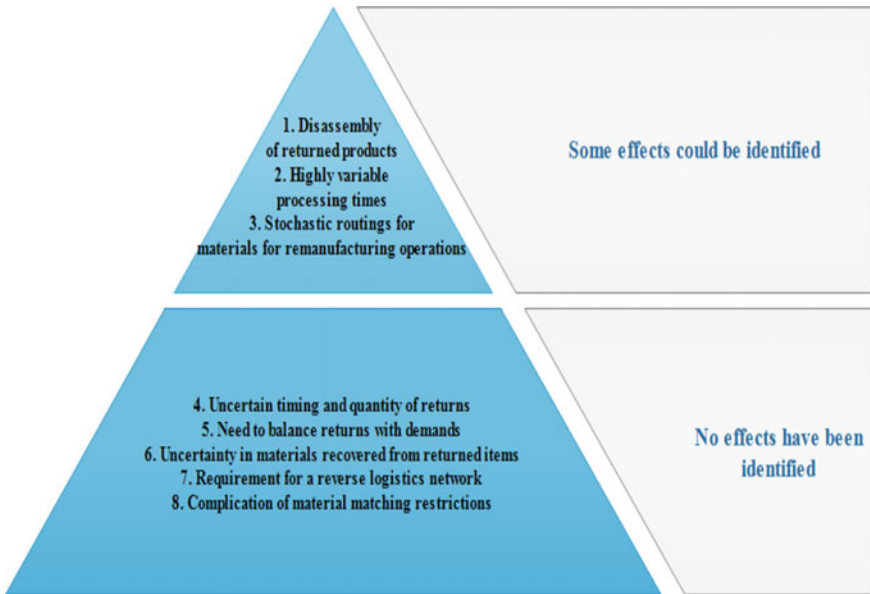 1. Disassembly
of returned products
2. Highly variable
processing times
3. Stochastic routings for
materials for remanufacturing operations
Some effects could be identified
4. Uncertain timing and quantity of returns
5. Need to balance returns with demands
6. Uncertainty in materials recovered from returned items
7. Requirement for a reverse logistics network
8. Complication of material matching restrictions
No effects have been
identified